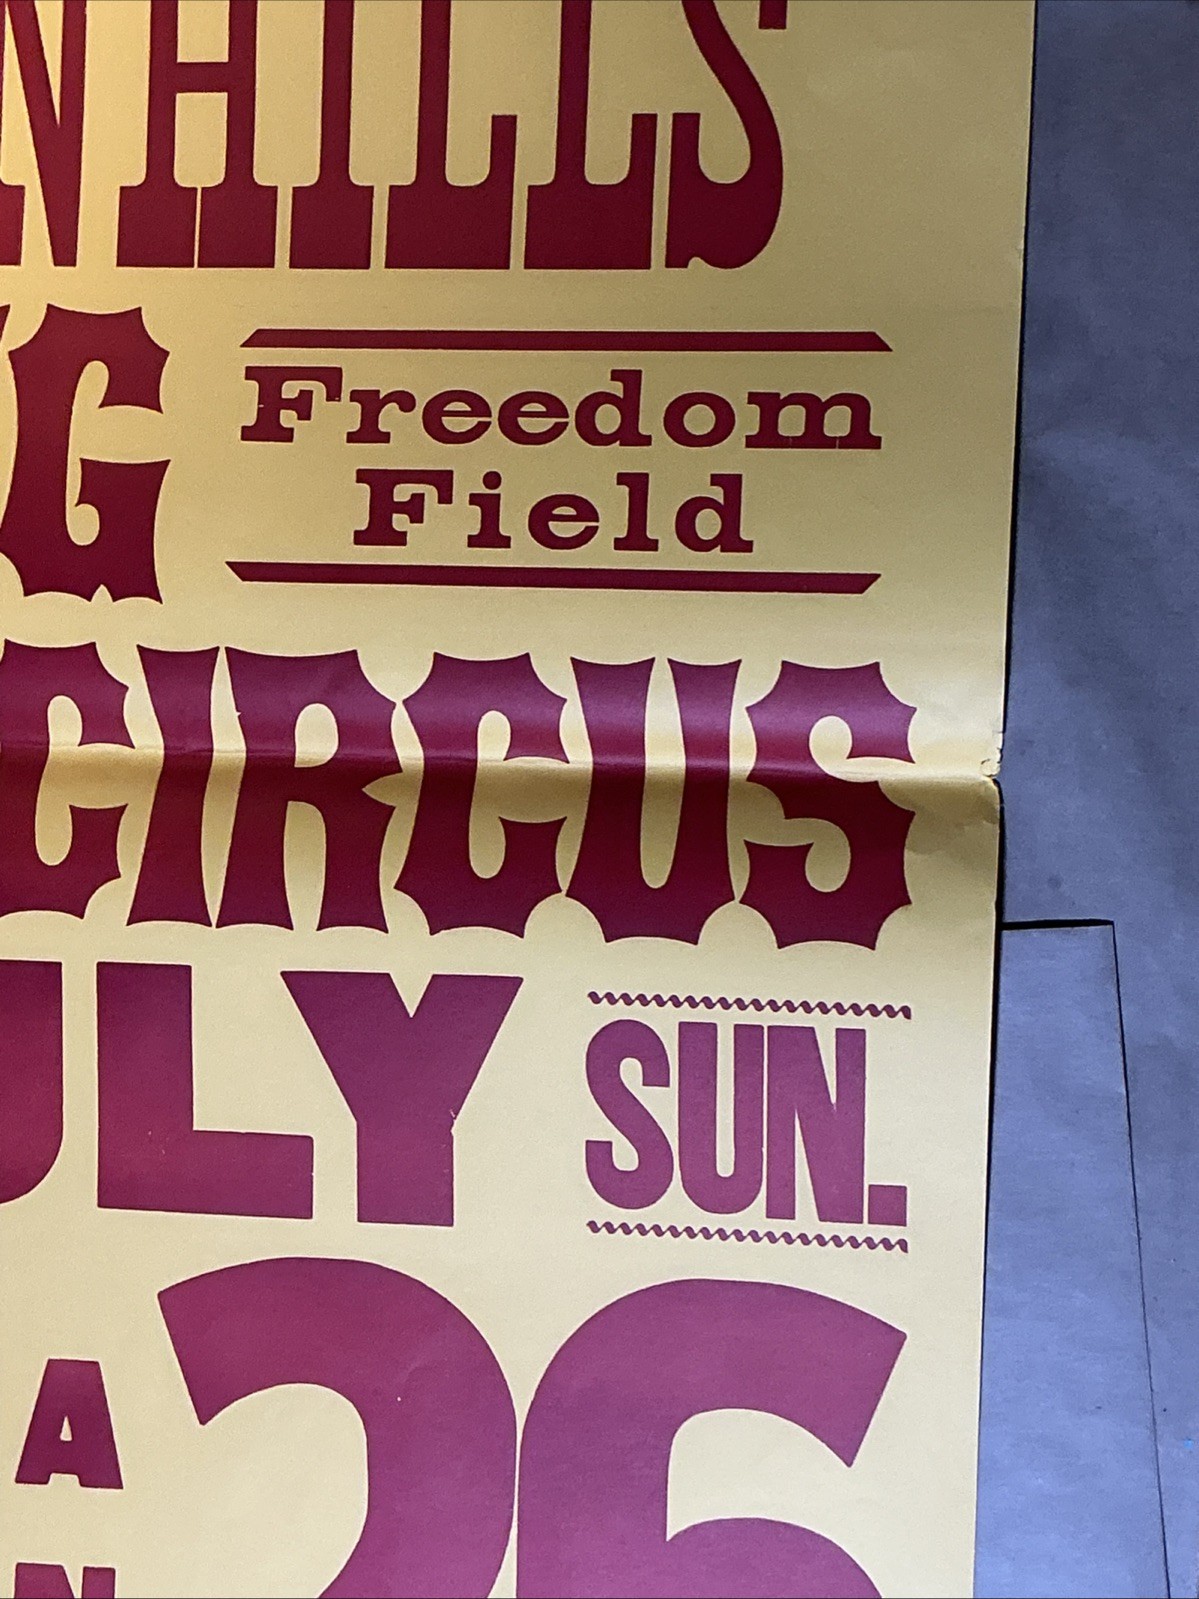 NHILLS
G
Freedom
Field
CIRCUS
ULY
SUN.
26
A
N